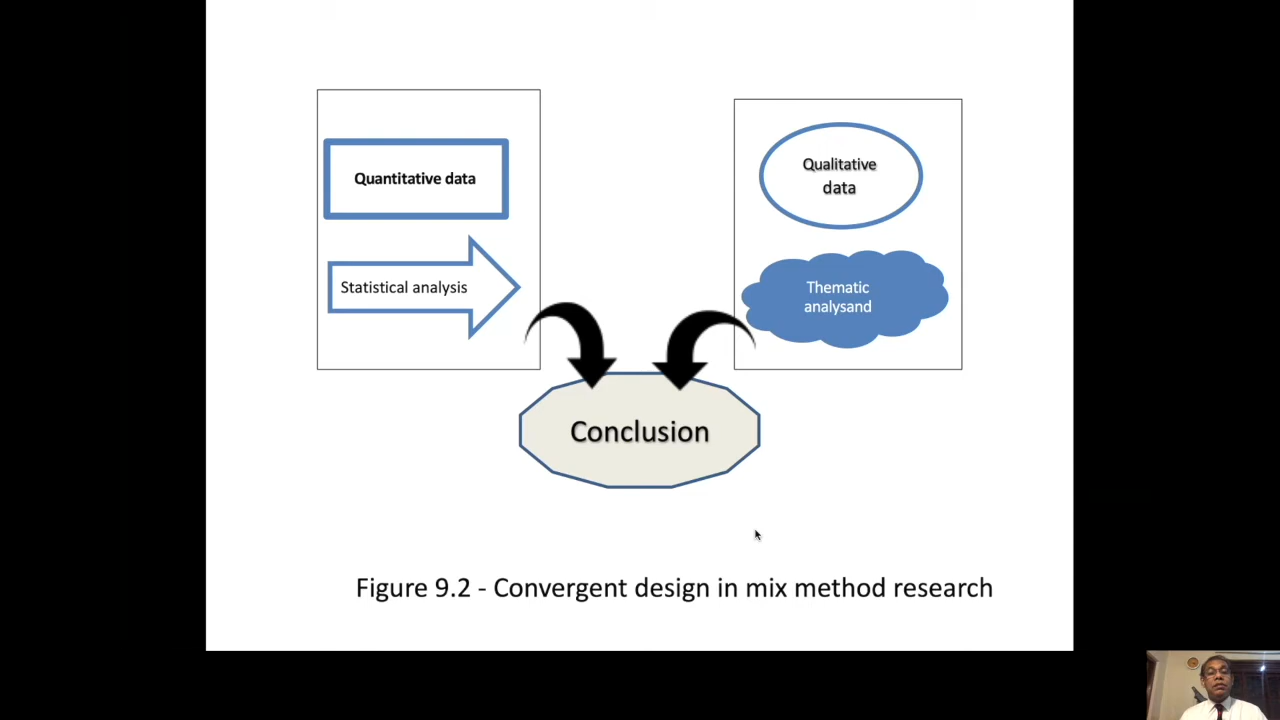 Quantitative data
Statistical analysis
Qualitative
data
Thematic
analysand
Conclusion
Figure 9.2 - Convergent design in mix method research